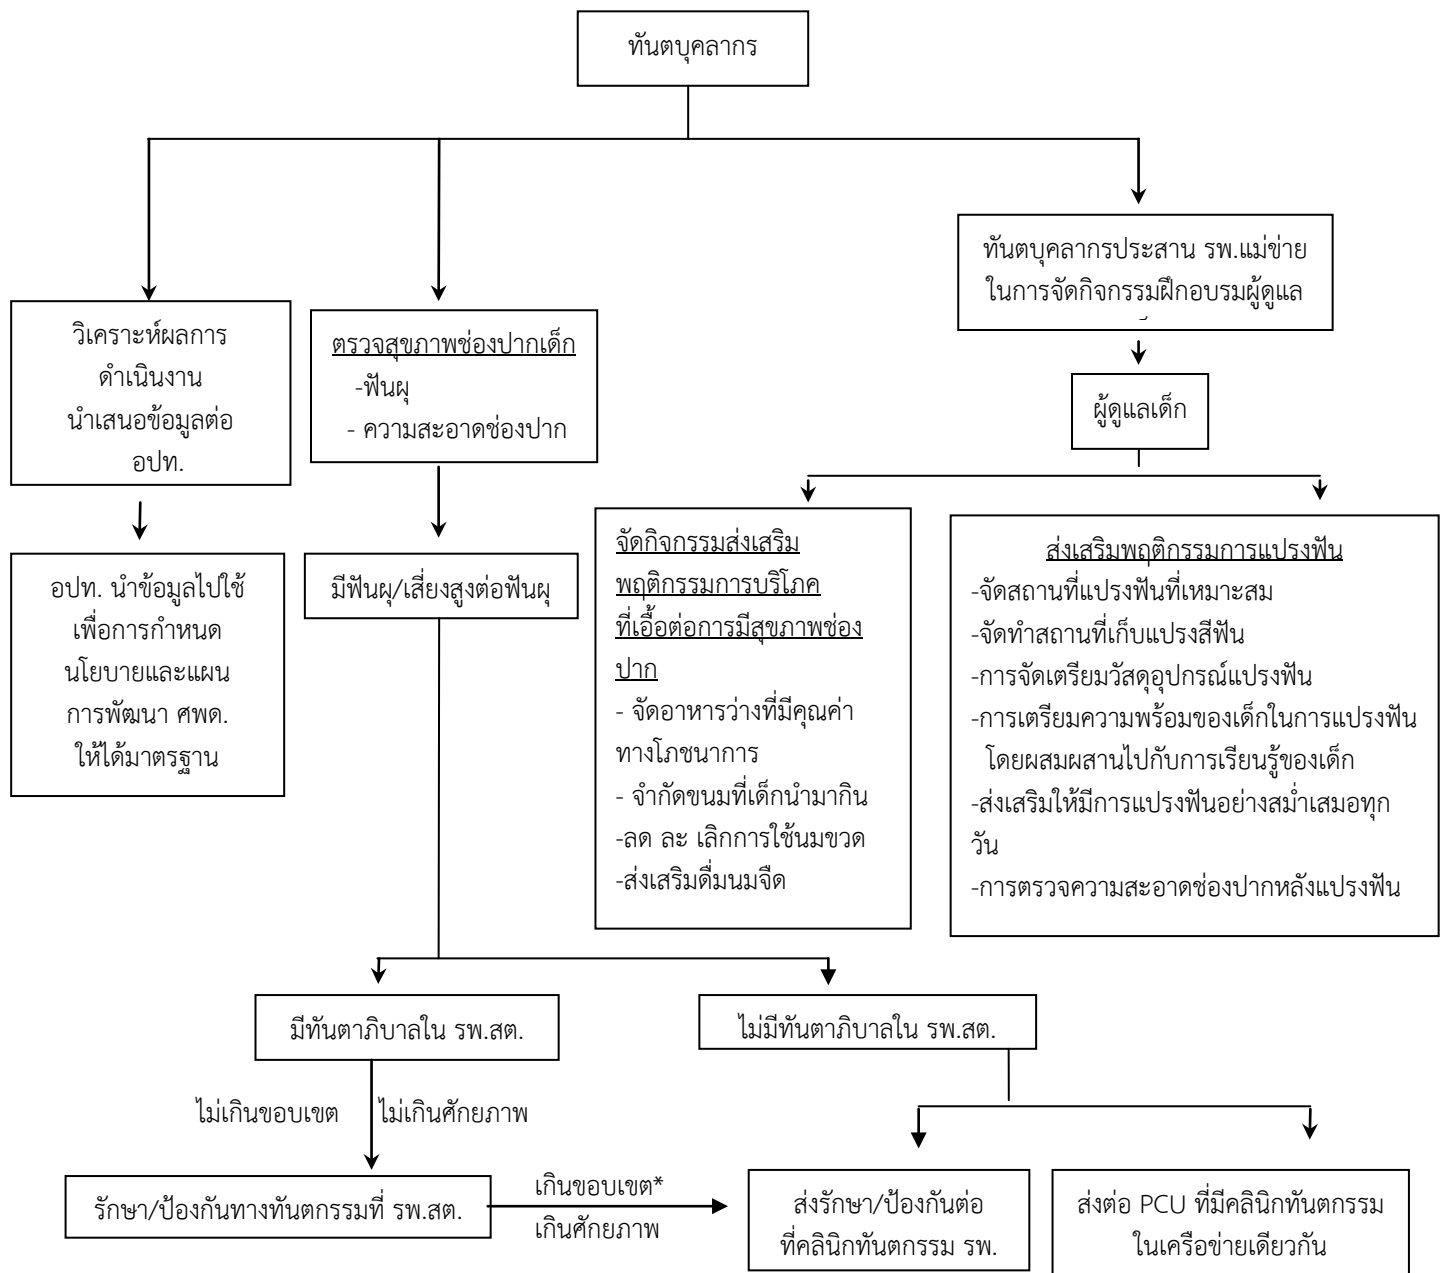 ทันตบุคลากร
ทันตบุคลากรประสาน รพ.แม่ข่าย
ในการจัดกิจกรรมฝึกอบรมผู้ดูแล
วิเคราะห์ผลการ
ดำเนินงาน
นำเสนอข้อมูลต่อ
อปท.
ตรวจสุขภาพช่องปากเด็ก
-ฟันผุ
- ความสะอาดช่องปาก
ผู้ดูแลเด็ก
อปท. นำข้อมูลไปใช้
เพื่อการกำหนด
นโยบายและแผน
การพัฒนา ศพด.
ให้ได้มาตรฐาน
มีฟันผุ/เสี่ยงสูงต่อฟันผุ
จัดกิจกรรมส่งเสริม
พฤติกรรมการบริโภค
ที่เอื้อต่อการมีสุขภาพช่อง
ปาก
- จัดอาหารว่างที่มีคุณค่า
ทางโภชนาการ
- จำกัดขนมที่เด็กนำมากิน
-ลด ละ เลิกการใช้นมขวด
-ส่งเสริมดื่มนมจืด
ส่งเสริมพฤติกรรมการแปรงฟัน
-จัดสถานที่แปรงฟันที่เหมาะสม
-จัดทำสถานที่เก็บแปรงสีฟัน
-การจัดเตรียมวัสดุอุปกรณ์แปรงฟัน
-การเตรียมความพร้อมของเด็กในการแปรงฟัน
โดยผสมผสานไปกับการเรียนรู้ของเด็ก
-ส่งเสริมให้มีการแปรงฟันอย่างสม่ำเสมอทุก
วัน
-การตรวจความสะอาดช่องปากหลังแปรงฟัน
มีทันตาภิบาลใน รพ.สต.
ไม่มีทันตาภิบาลใน รพ.สต.
ไม่เกินขอบเขต
ไม่เกินศักยภาพ
รักษา/ป้องกันทางทันตกรรมที่ รพ.สต.
เกินขอบเขต*
เกินศักยภาพ
ส่งรักษา/ป้องกันต่อ
ที่คลินิกทันตกรรม รพ.
ส่งต่อ PCU ที่มีคลินิกทันตกรรม
ในเครือข่ายเดียวกัน